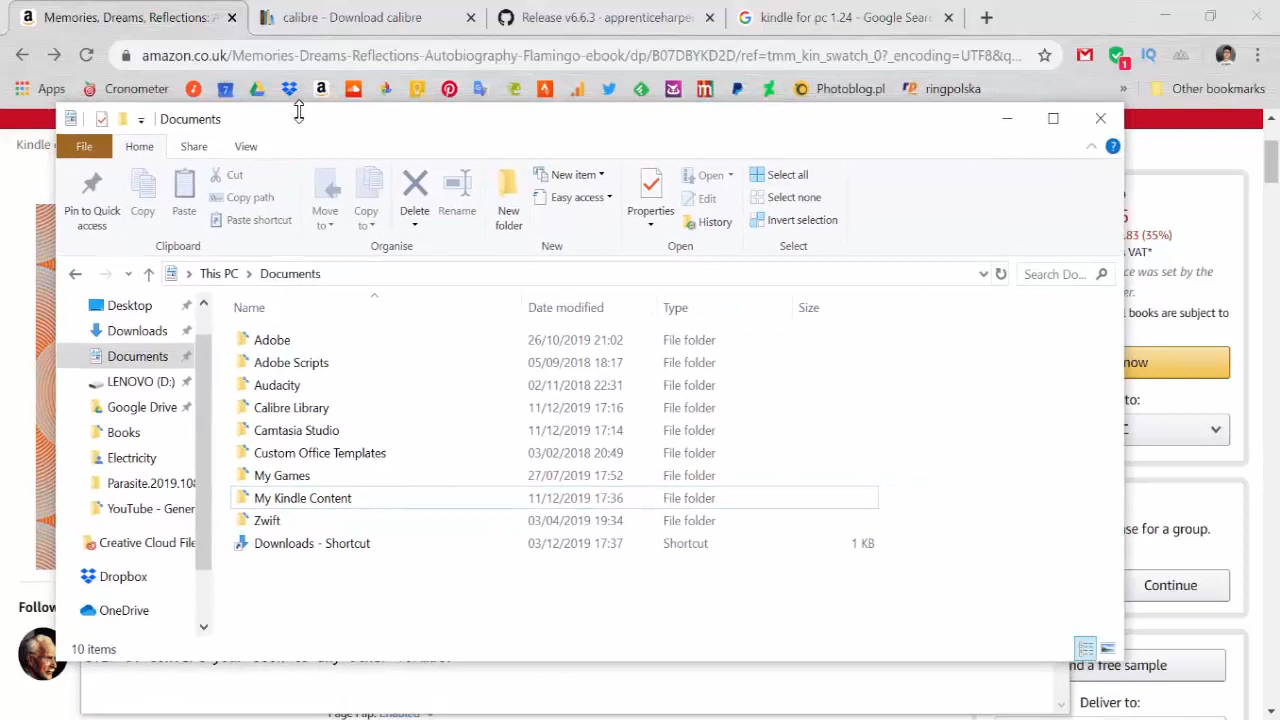 Memories, Dreams, Reflections:
calibre - Download calibre
Release v6.6.3 · apprenticeharpe
kindle for pc 1.24 - Google Sear
amazon.co.uk/Memories-Dreams-Reflections-Autobiography-Flamingo-ebook/dp/B07DBYKD2D/ref=tmm_kin_swatch_0?_encoding=UTF8&q...
1
Apps
Cronometer
Photoblog.pl
ringpolska
»
Other bookmarks
Documents
Kindle
File
Home
Share
View
Pin to Quick access
Copy
Paste
Cut
Copy path
Paste shortcut
Move to
Copy to
Delete
Rename
New folder
New item
Easy access
Properties
Open
Edit
History
Select all
Select none
Invert selection
Clipboard
Organise
New
Open
Select
.83 (35%)
VAT*
ce was set by the
er.
l books are subject to
This PC > Documents
Search Do...
Name
Date modified
Type
Size
Desktop
Downloads
Documents
LENOVO (D:)
Google Drive
Books
Electricity
Parasite.2019.108
YouTube - Gener
Creative Cloud File
Dropbox
OneDrive
Adobe 26/10/2019 21:02 File folder
Adobe Scripts 05/09/2018 18:17 File folder
Audacity 02/11/2018 22:31 File folder
Calibre Library 11/12/2019 17:16 File folder
Camtasia Studio 11/12/2019 17:14 File folder
Custom Office Templates 03/02/2018 20:49 File folder
My Games 27/07/2019 17:52 File folder
My Kindle Content 11/12/2019 17:36 File folder
Zwift 03/04/2019 19:34 File folder
Downloads - Shortcut 03/12/2019 17:37 Shortcut 1 KB
now
to:
ase for a group.
Continue
Follow
10 items
d a free sample
Deliver to:
Page Flip: Enabled